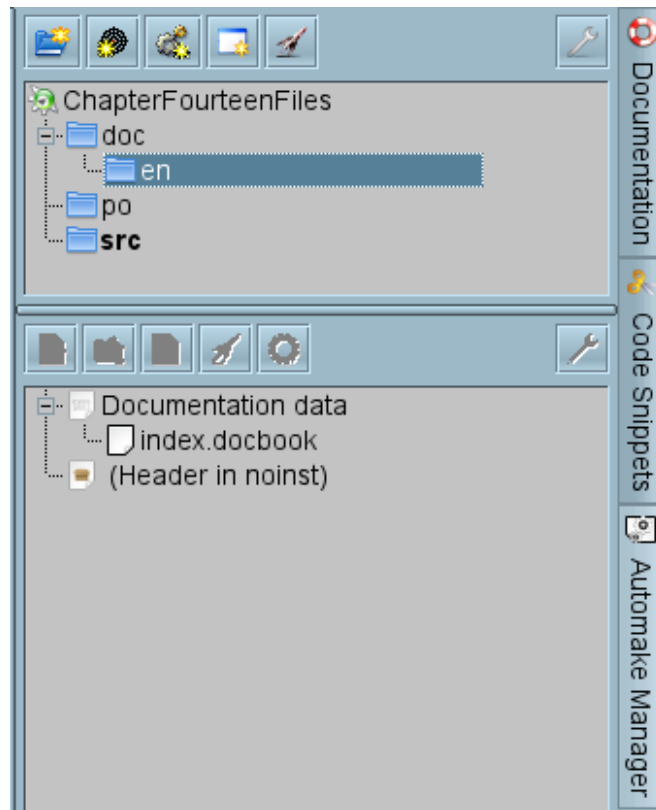 ChapterFourteenFiles
doc
en
po
src
Documentation data
index.docbook
(Header in noinst)
Documentation
Code Snippets
Automake Manager